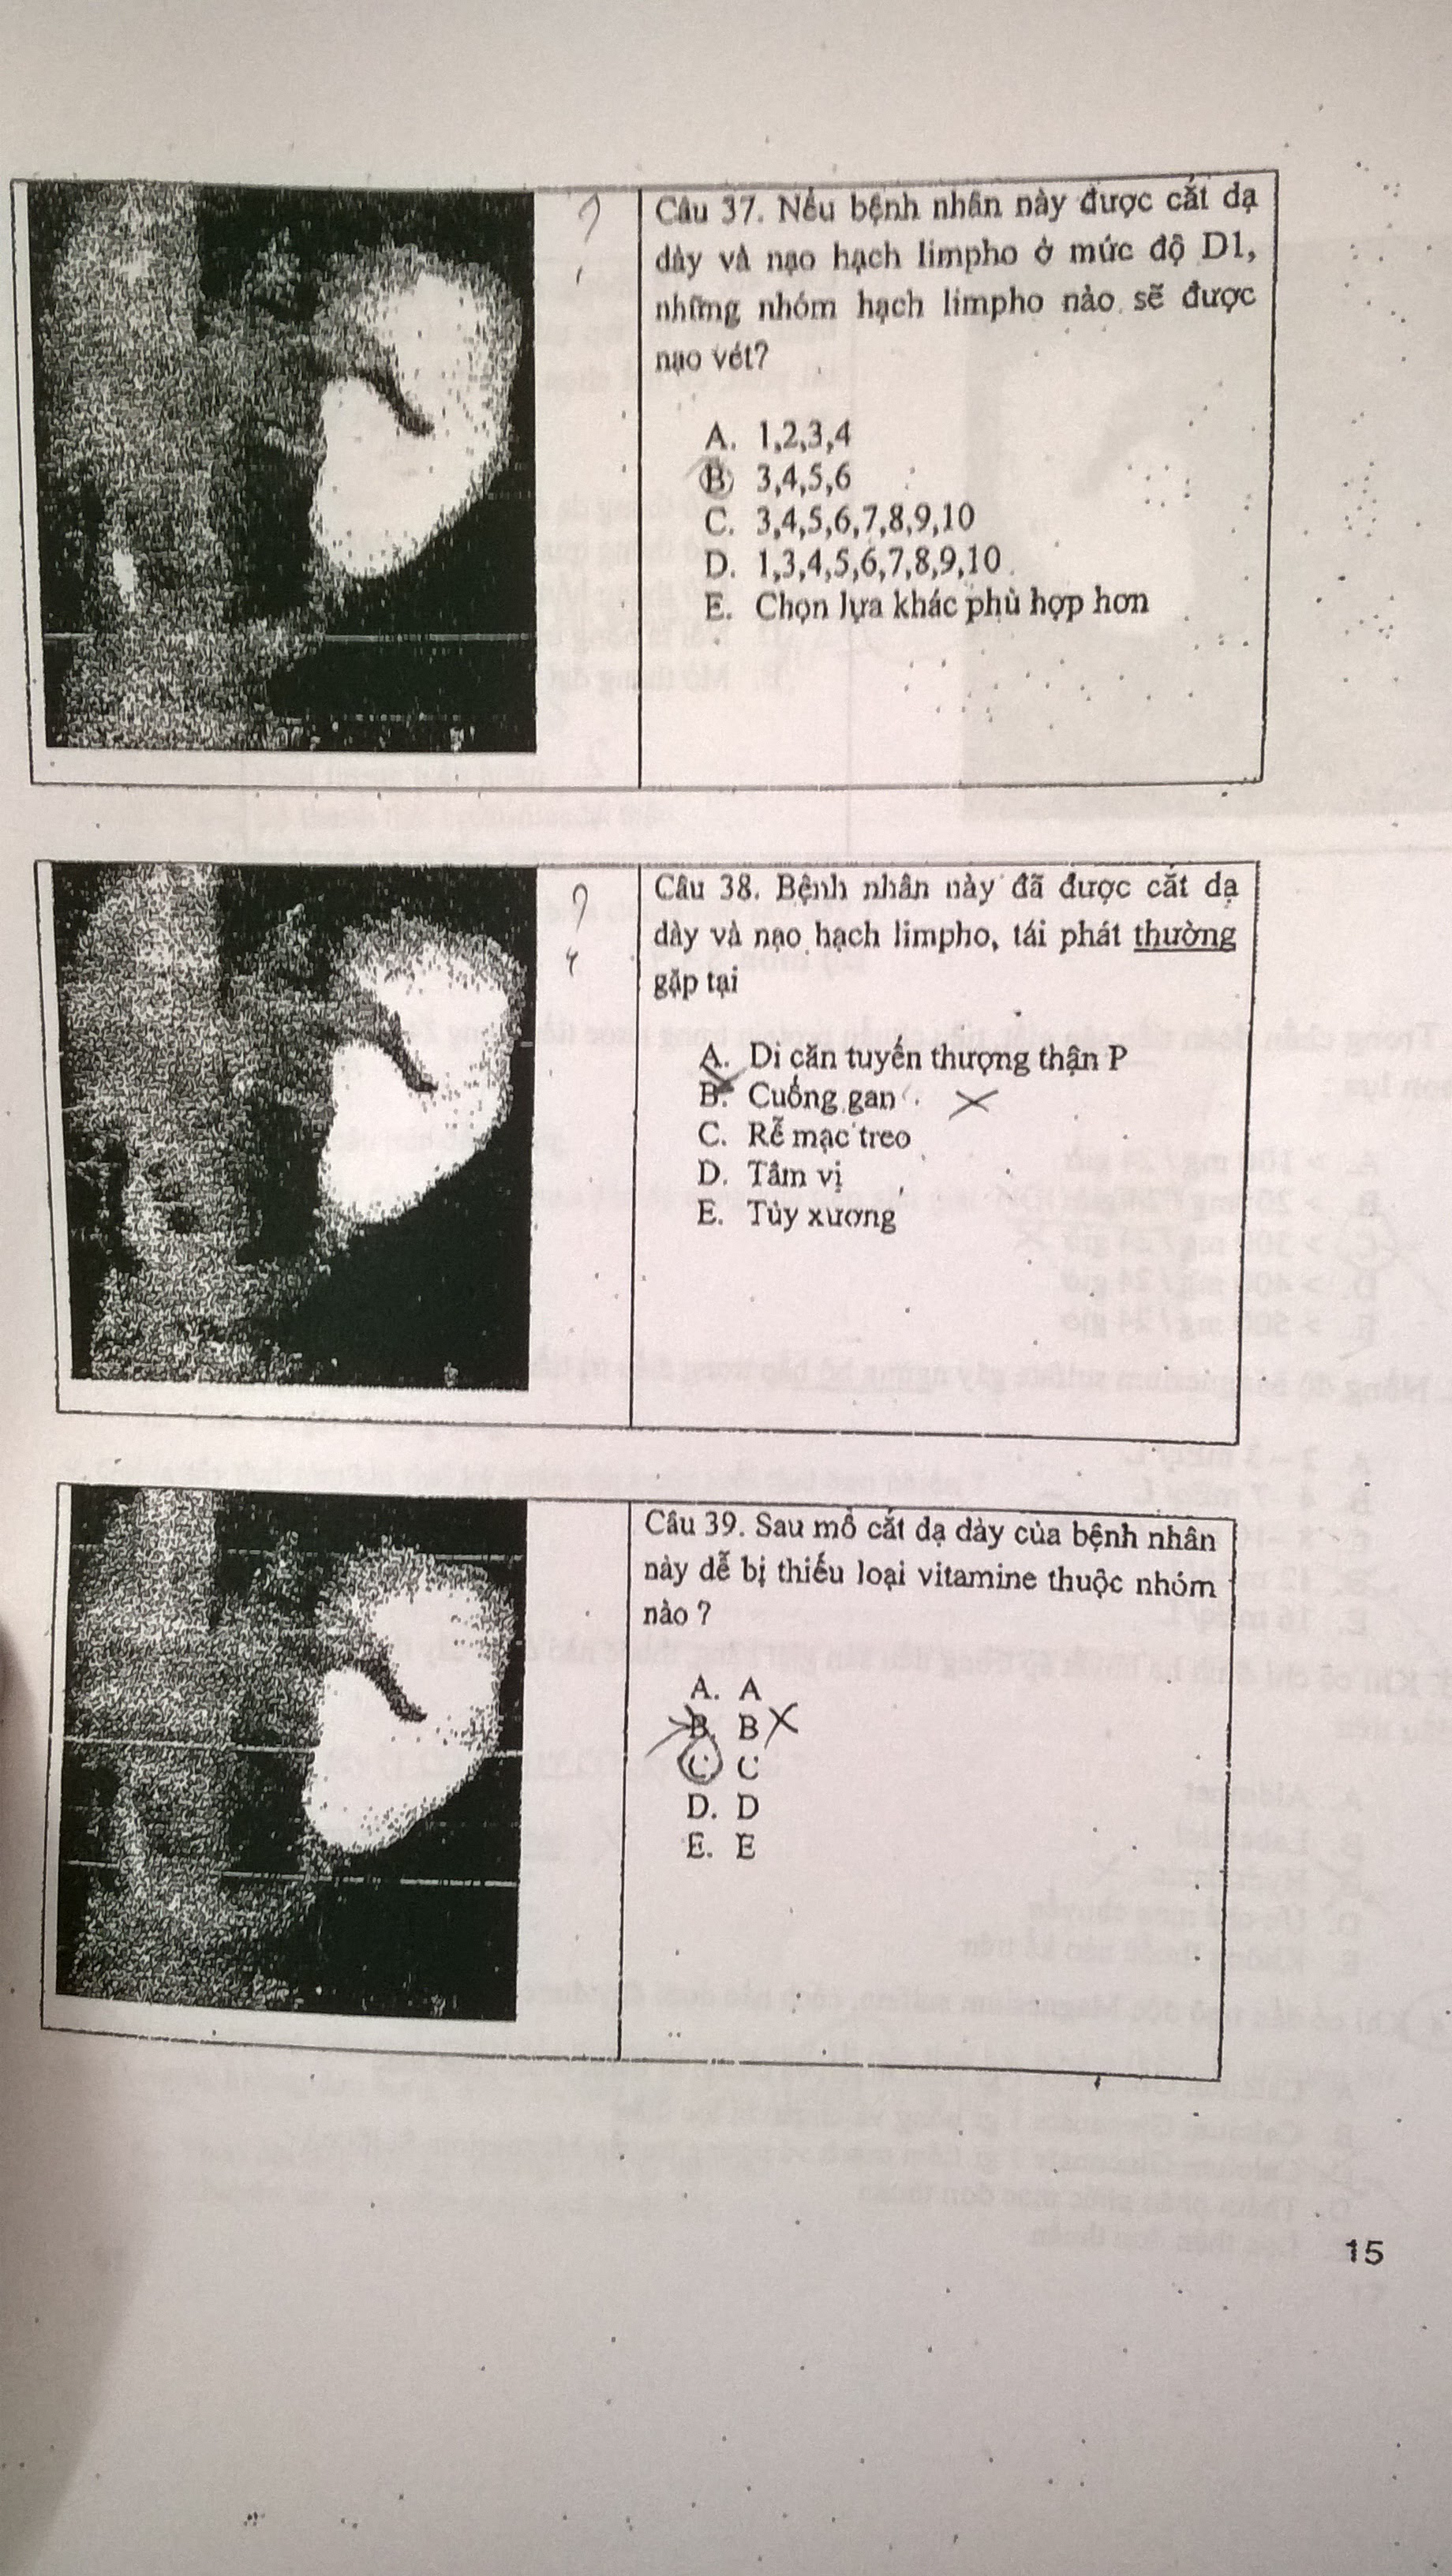 Câu 37. Nếu bệnh nhân này được cắt dạ
dày và nạo hạch limpho ở mức độ D1,
những nhóm hạch limpho nào sẽ được
nạo vét?
A. 1,2,3,4
B. 3,4,5,6
C. 3,4,5,6,7,8,9,10
D. 1,3,4,5,6,7,8,9,10
E. Chọn lựa khác phù hợp hơn
Câu 38. Bệnh nhân này đã được cắt dạ
dày và nạo hạch limpho, tái phát thường
gặp tại
A. Di căn tuyến thượng thận P
B. Cuống gan
C. Rễ mạc treo
D. Tâm vị
E. Tủy xương
Câu 39. Sau mổ cắt dạ dày của bệnh nhân
này dễ bị thiếu loại vitamine thuộc nhóm
nào ?
A. A
B. B
C. C
D. D
E. E
15